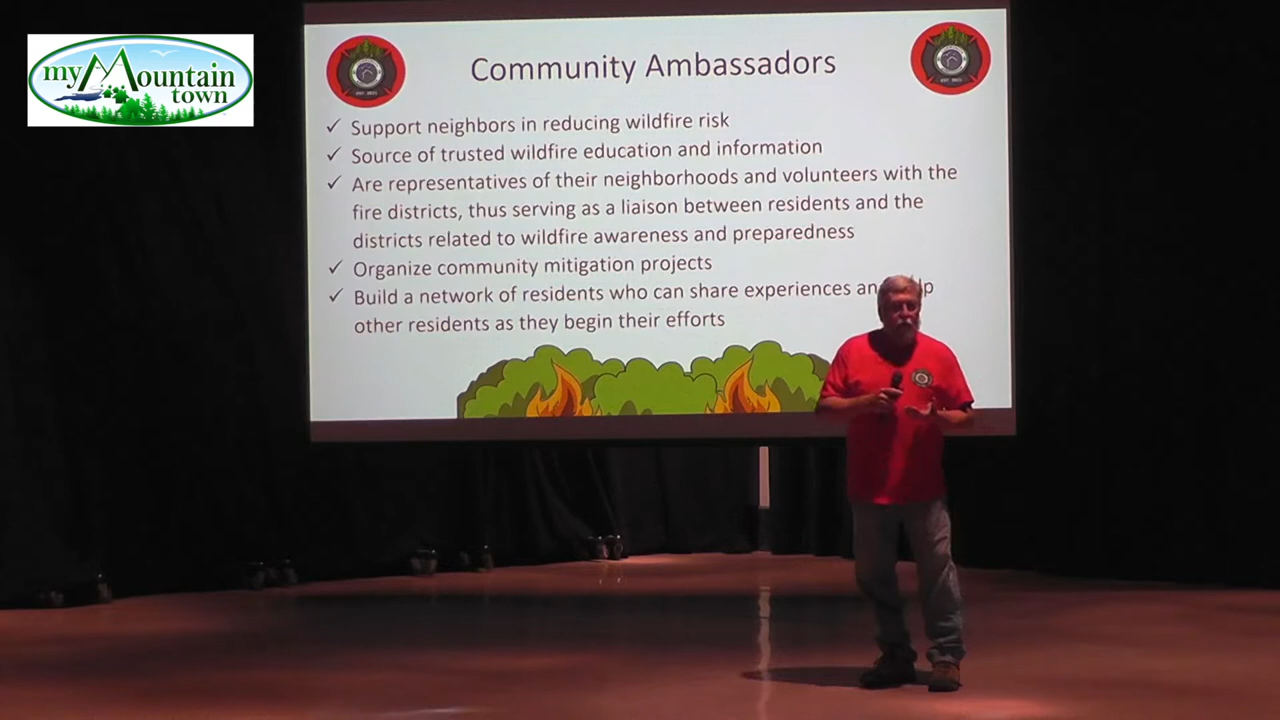 my Mountain
town
Community Ambassadors
✓ Support neighbors in reducing wildfire risk
✓ Source of trusted wildfire education and information
✓ Are representatives of their neighborhoods and volunteers with the
fire districts, thus serving as a liaison between residents and the
districts related to wildfire awareness and preparedness
✓ Organize community mitigation projects
✓ Build a network of residents who can share experiences
other residents as they begin their efforts